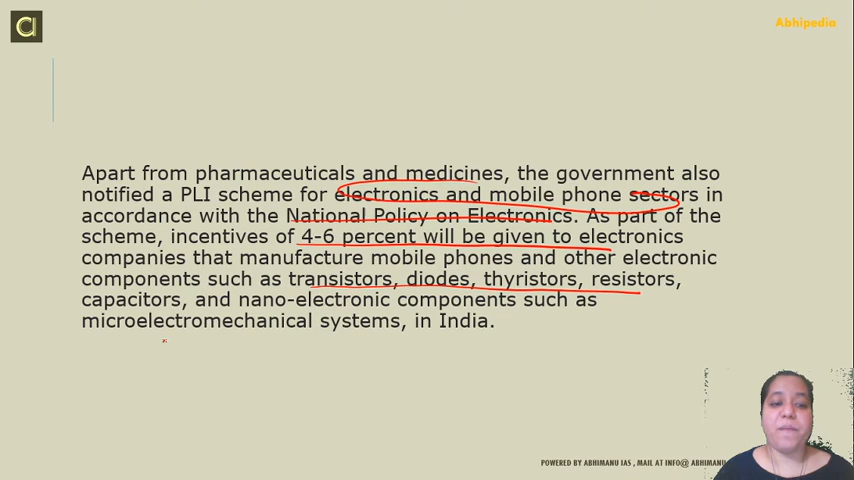 Abhipedia
Apart from pharmaceuticals and medicines, the government also
notified a PLI scheme for electronics and mobile phone sectors in
accordance with the National Policy on Electronics. As part of the
scheme, incentives of 4-6 percent will be given to electronics
companies that manufacture mobile phones and other electronic
components such as transistors, diodes, thyristors, resistors,
capacitors, and nano-electronic components such as
microelectromechanical systems, in India.
POWERED BY ABHIMANU IAS , MAIL AT INFO@ ABHIMANU